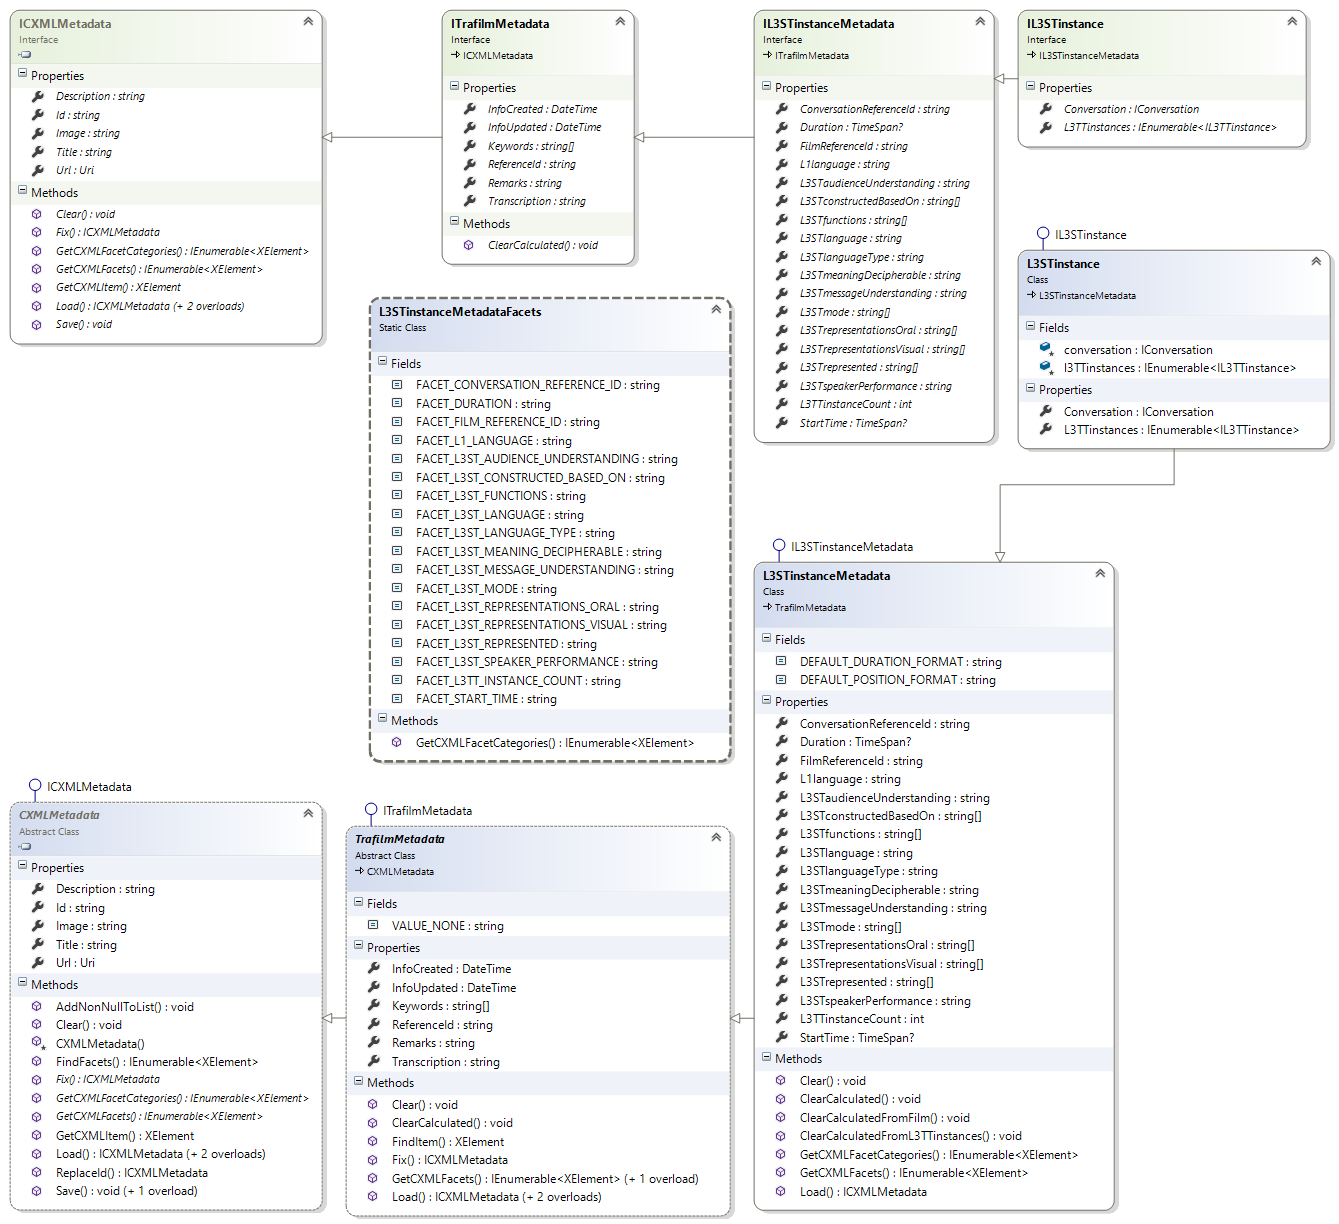 ICXMLMetadata
Interface
Properties
Description : string
Id : string
Image : string
Title : string
Url : Uri
Methods
Clear() : void
Fix() : ICXMLMetadata
GetCXMLFacetCategories() : IEnumerable<XElement>
GetCXMLFacets() : IEnumerable<XElement>
GetCXMLItem() : XElement
Load() : ICXMLMetadata (+ 2 overloads)
Save() : void
ITrafilmMetadata
Interface
ICXMLMetadata
Properties
InfoCreated : DateTime
InfoUpdated : DateTime
Keywords : string[]
ReferenceId : string
Remarks : string
Transcription : string
Methods
ClearCalculated() : void
IL3STinstanceMetadata
Interface
ITrafilmMetadata
Properties
ConversationReferenceId : string
Duration : TimeSpan?
FilmReferenceId : string
L1language : string
L3STaudienceUnderstanding : string
L3STconstructedBasedOn : string[]
L3STfunctions : string[]
L3STlanguage : string
L3STlanguageType : string
L3STmeaningDecipherable : string
L3STmessageUnderstanding : string
L3STmode : string[]
L3STrepresentationsOral : string[]
L3STrepresentationsVisual : string[]
L3STrepresented : string[]
L3STspeakerPerformance : string
L3TTinstanceCount : int
StartTime : TimeSpan?
IL3STinstance
Interface
IL3STinstanceMetadata
Properties
Conversation : IConversation
L3TTinstances : IEnumerable<IL3TTinstance>
IL3STinstance
L3STinstance
Class
L3STinstanceMetadata
Fields
conversation : IConversation
l3TTinstances : IEnumerable<IL3TTinstance>
Properties
Conversation : IConversation
L3TTinstances : IEnumerable<IL3TTinstance>
L3STinstanceMetadataFacets
Static Class
Fields
FACET_CONVERSATION_REFERENCE_ID : string
FACET_DURATION : string
FACET_FILM_REFERENCE_ID : string
FACET_L1_LANGUAGE : string
FACET_L3ST_AUDIENCE_UNDERSTANDING : string
FACET_L3ST_CONSTRUCTED_BASED_ON : string
FACET_L3ST_FUNCTIONS : string
FACET_L3ST_LANGUAGE : string
FACET_L3ST_LANGUAGE_TYPE : string
FACET_L3ST_MEANING_DECIPHERABLE : string
FACET_L3ST_MESSAGE_UNDERSTANDING : string
FACET_L3ST_MODE : string
FACET_L3ST_REPRESENTATIONS_ORAL : string
FACET_L3ST_REPRESENTATIONS_VISUAL : string
FACET_L3ST_REPRESENTED : string
FACET_L3ST_SPEAKER_PERFORMANCE : string
FACET_L3TT_INSTANCE_COUNT : string
FACET_START_TIME : string
Methods
GetCXMLFacetCategories() : IEnumerable<XElement>
IL3STinstanceMetadata
L3STinstanceMetadata
Class
TrafilmMetadata
Fields
DEFAULT_DURATION_FORMAT : string
DEFAULT_POSITION_FORMAT : string
Properties
ConversationReferenceId : string
Duration : TimeSpan?
FilmReferenceId : string
L1language : string
L3STaudienceUnderstanding : string
L3STconstructedBasedOn : string[]
L3STfunctions : string[]
L3STlanguage : string
L3STlanguageType : string
L3STmeaningDecipherable : string
L3STmessageUnderstanding : string
L3STmode : string[]
L3STrepresentationsOral : string[]
L3STrepresentationsVisual : string[]
L3STrepresented : string[]
L3STspeakerPerformance : string
L3TTinstanceCount : int
StartTime : TimeSpan?
Methods
Clear() : void
ClearCalculated() : void
ClearCalculatedFromFilm() : void
ClearCalculatedFromL3TTinstances() : void
GetCXMLFacetCategories() : IEnumerable<XElement>
GetCXMLFacets() : IEnumerable<XElement>
Load() : ICXMLMetadata
ICXMLMetadata
CXMLMetadata
Abstract Class
Properties
Description : string
Id : string
Image : string
Title : string
Url : Uri
Methods
AddNonNullToList() : void
Clear() : void
CXMLMetadata()
FindFacets() : IEnumerable<XElement>
Fix() : ICXMLMetadata
GetCXMLFacetCategories() : IEnumerable<XElement>
GetCXMLFacets() : IEnumerable<XElement>
GetCXMLItem() : XElement
Load() : ICXMLMetadata (+ 2 overloads)
ReplaceId() : ICXMLMetadata
Save() : void (+ 1 overload)
ITrafilmMetadata
TrafilmMetadata
Abstract Class
CXMLMetadata
Fields
VALUE_NONE : string
Properties
InfoCreated : DateTime
InfoUpdated : DateTime
Keywords : string[]
ReferenceId : string
Remarks : string
Transcription : string
Methods
Clear() : void
ClearCalculated() : void
FindItem() : XElement
Fix() : ICXMLMetadata
GetCXMLFacets() : IEnumerable<XElement> (+ 1 overload)
Load() : ICXMLMetadata (+ 2 overloads)